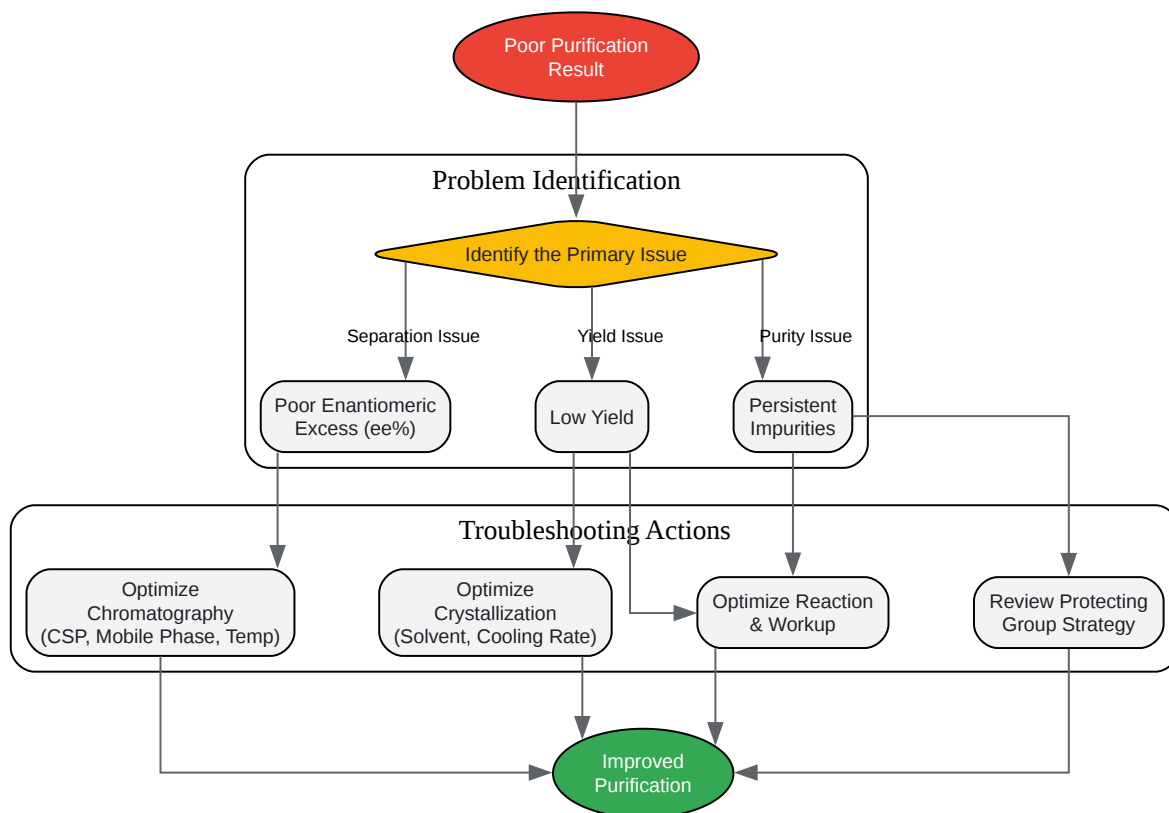 Poor Purification
Result
Problem Identification
Identify the Primary Issue
Separation Issue
Yield Issue
Purity Issue
Poor Enantiomeric
Excess (ee%)
Low Yield
Persistent
Impurities
Troubleshooting Actions
Optimize
Chromatography
(CSP, Mobile Phase, Temp)
Optimize
Crystallization
(Solvent, Cooling Rate)
Optimize Reaction
& Workup
Review Protecting
Group Strategy
Improved
Purification